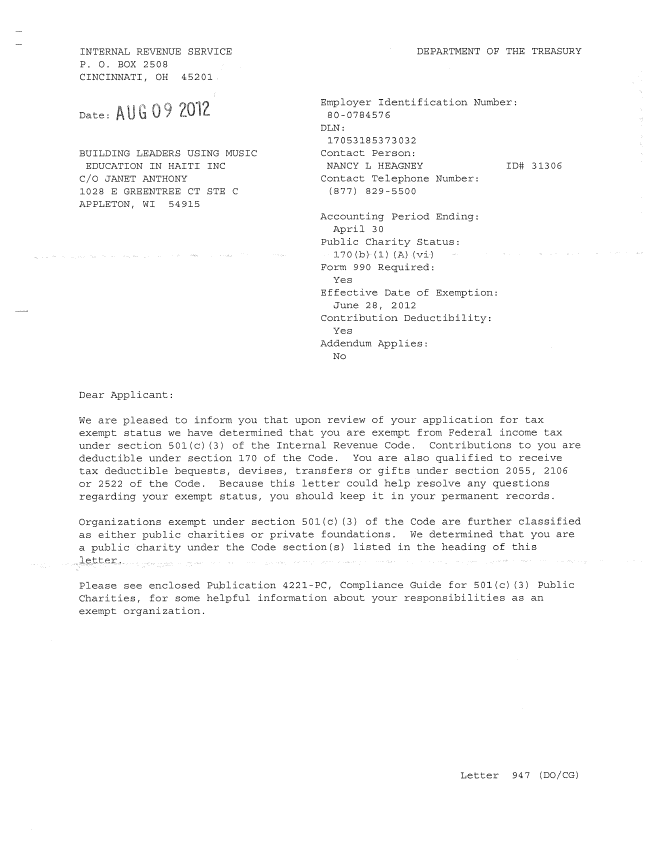 INTERNAL REVENUE SERVICE
P. O. BOX 2508
CINCINNATI, OH 45201
DEPARTMENT OF THE TREASURY
Date: AUG 09 2012
BUILDING LEADERS USING MUSIC
EDUCATION IN HAITI INC
C/O JANET ANTHONY
1028 E GREENTREE CT STE C
APPLETON, WI 54915
Employer Identification Number:
80-0784576
DLN:
17053185373032
Contact Person:
NANCY L HEAGNEY ID# 31306
Contact Telephone Number:
(877) 829-5500
Accounting Period Ending:
April 30
Public Charity Status:
170(b)(1)(A)(vi)
Form 990 Required:
Yes
Effective Date of Exemption:
June 28, 2012
Contribution Deductibility:
Yes
Addendum Applies:
No
Dear Applicant:
We are pleased to inform you that upon review of your application for tax
exempt status we have determined that you are exempt from Federal income tax
under section 501(c)(3) of the Internal Revenue Code. Contributions to you are
deductible under section 170 of the Code. You are also qualified to receive
tax deductible bequests, devises, transfers or gifts under section 2055, 2106
or 2522 of the Code. Because this letter could help resolve any questions
regarding your exempt status, you should keep it in your permanent records.
Organizations exempt under section 501(c)(3) of the Code are further classified
as either public charities or private foundations. We determined that you are
a public charity under the Code section(s) listed in the heading of this
letter.
Please see enclosed Publication 4221-PC, Compliance Guide for 501(c)(3) Public
Charities, for some helpful information about your responsibilities as an
exempt organization.
Letter 947 (DO/CG)